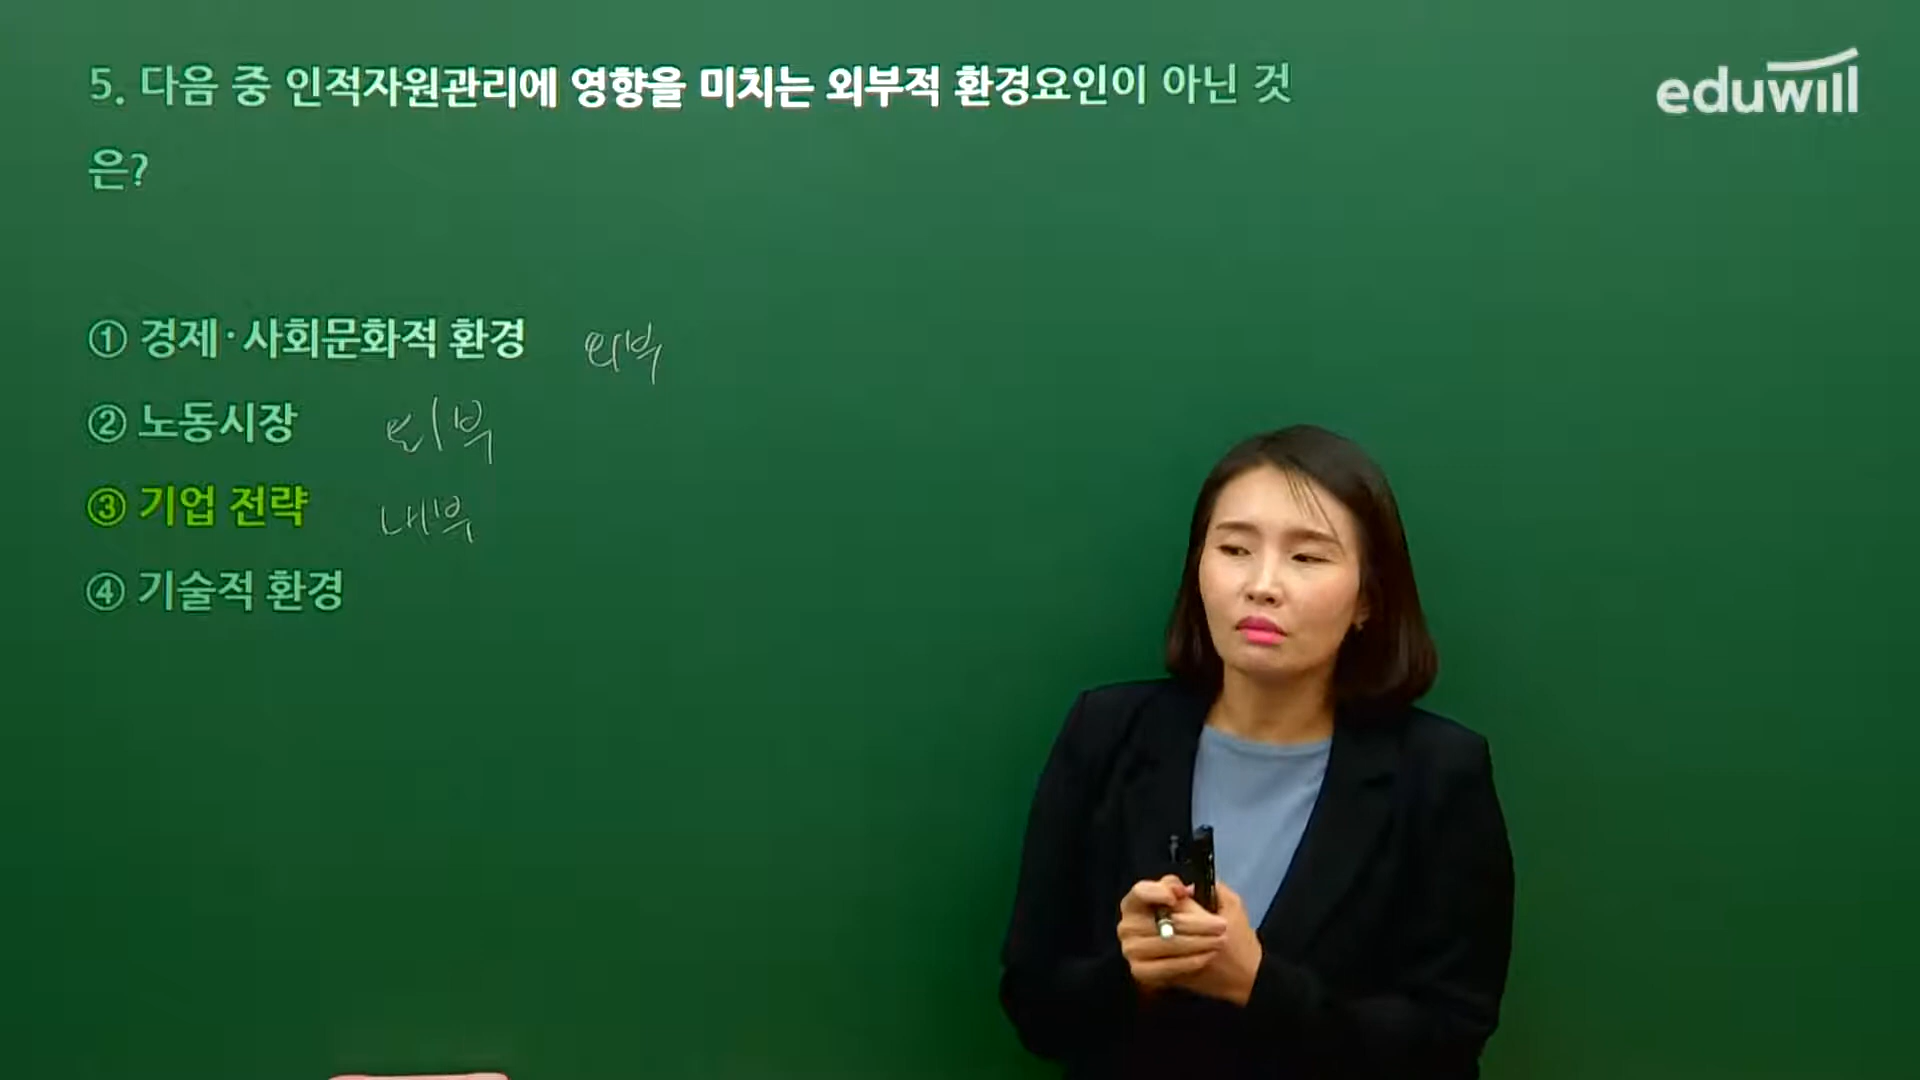 eduwill
5. 다음 중 인적자원관리에 영향을 미치는 외부적 환경요인이 아닌 것
은?
① 경제·사회문화적 환경 외부
② 노동시장 외부
③ 기업 전략 내부
④ 기술적 환경